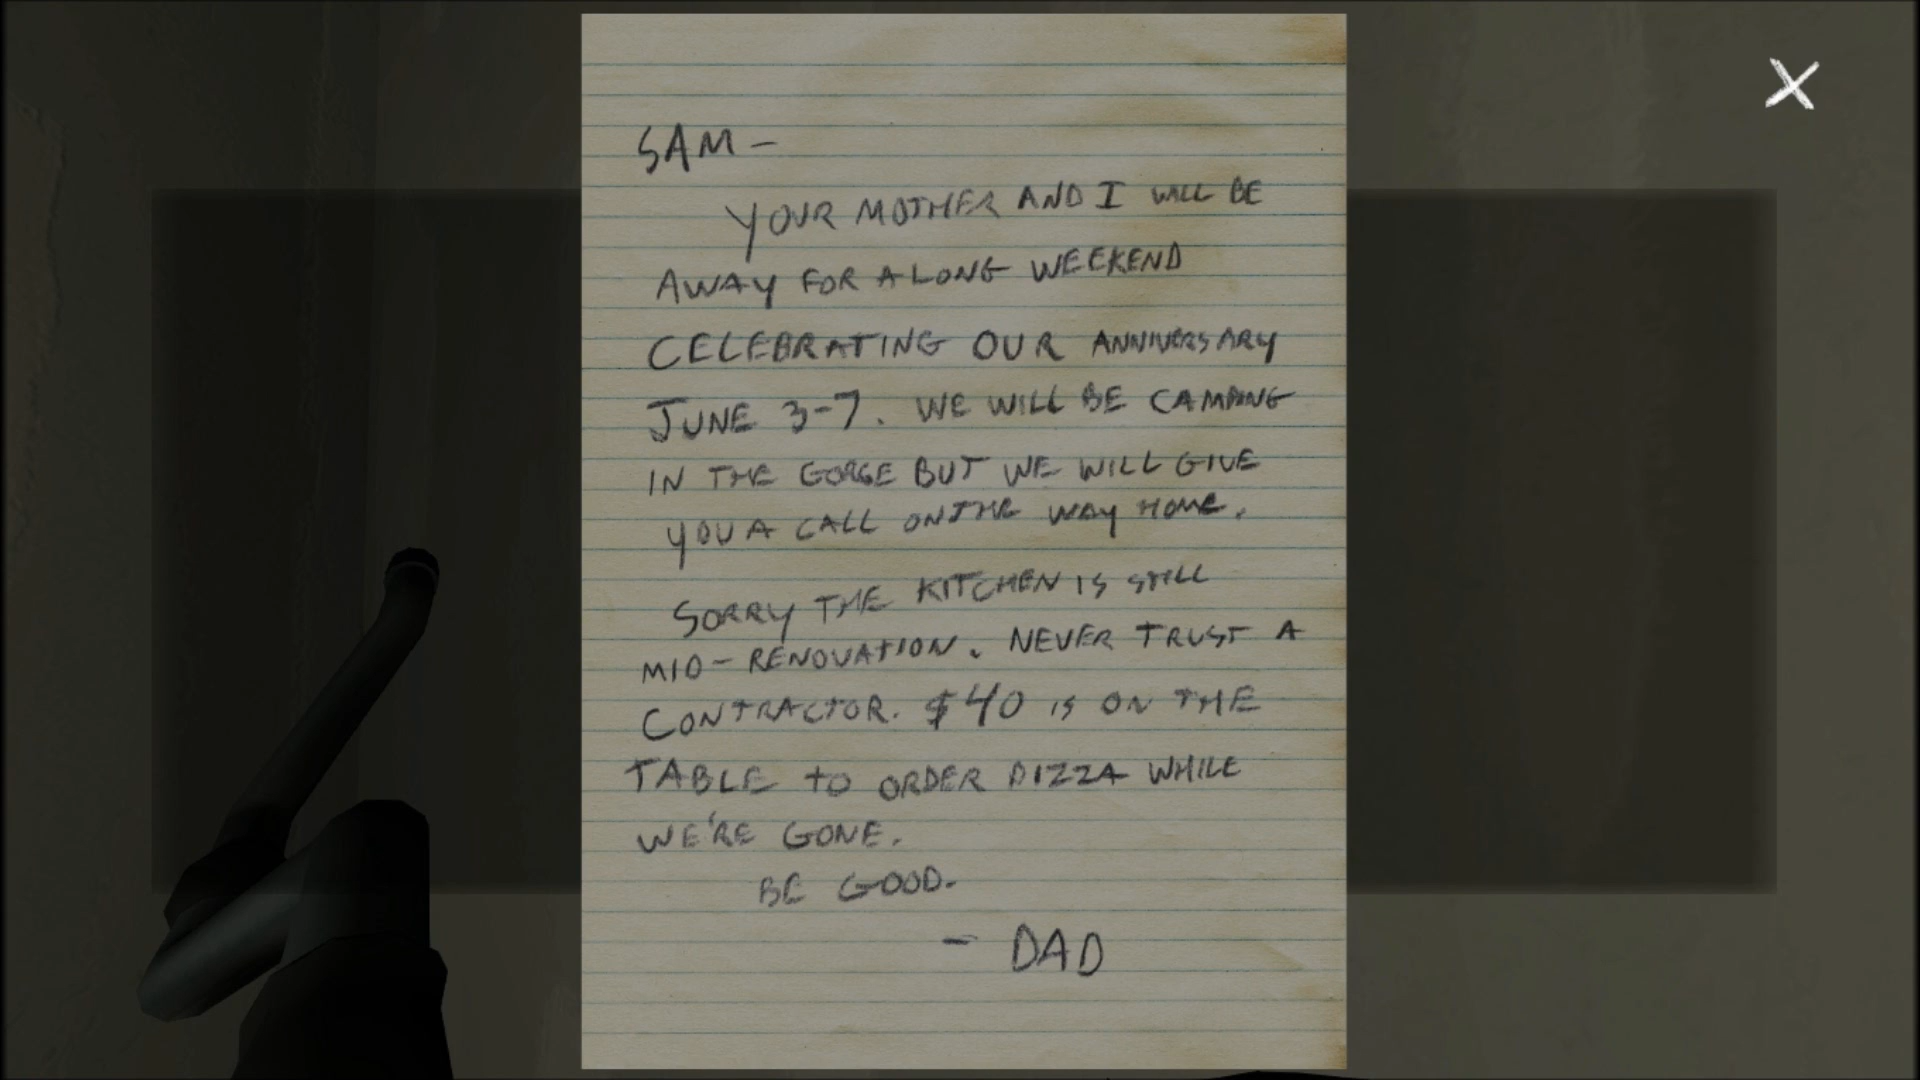 SAM -
YOUR MOTHER AND I WILL BE
AWAY FOR A LONG WEEKEND
CELEBRATING OUR ANNIVERSARY
JUNE 3-7. WE WILL BE CAMPING
IN THE GORGE BUT WE WILL GIVE
YOU A CALL ON THE WAY HOME.
SORRY THE KITCHEN IS STILL
MID-RENOVATION. NEVER TRUST A
CONTRACTOR. $40 IS ON THE
TABLE TO ORDER PIZZA WHILE
WE'RE GONE.
BE GOOD.
- DAD